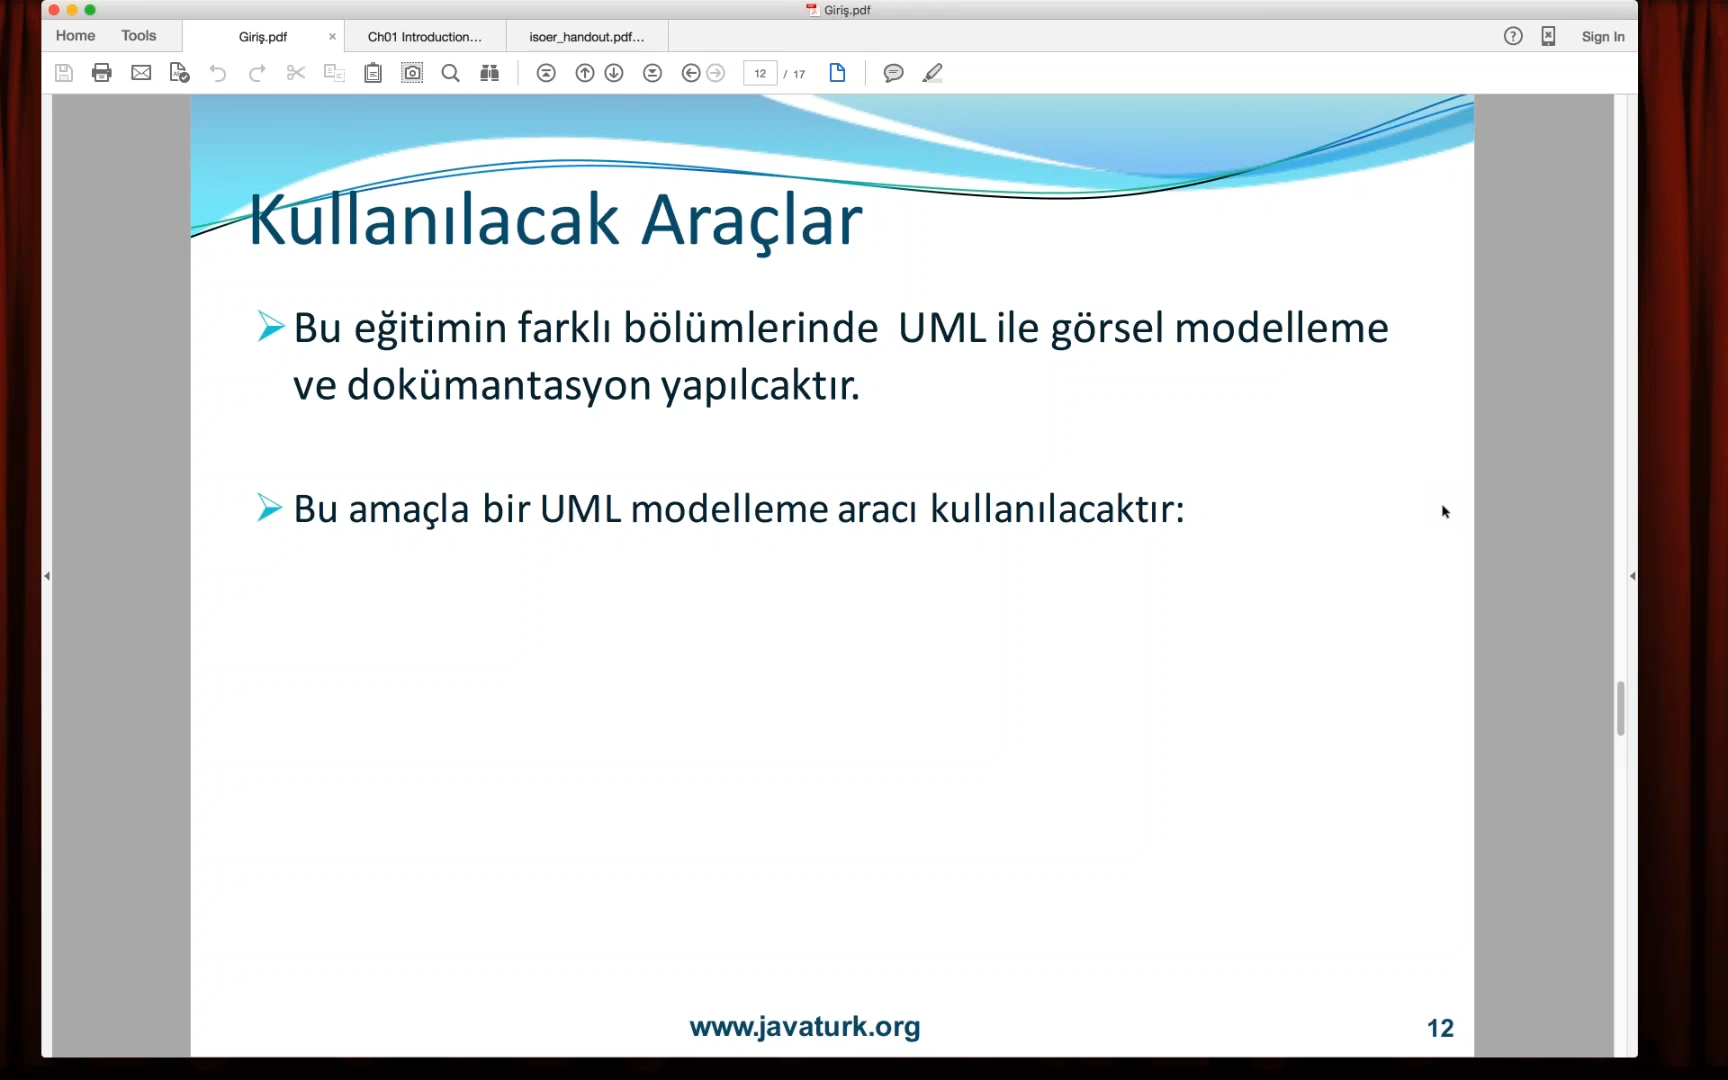 Giriş.pdf
Home Tools Giriş.pdf × Ch01 Introduction... isoer_handout.pdf... Sign In
12 / 17
Kullanılacak Araçlar
Bu eğitimin farklı bölümlerinde UML ile görsel modelleme
ve dokümantasyon yapılcaktır.
Bu amaçla bir UML modelleme aracı kullanılacaktır:
www.javaturk.org 12